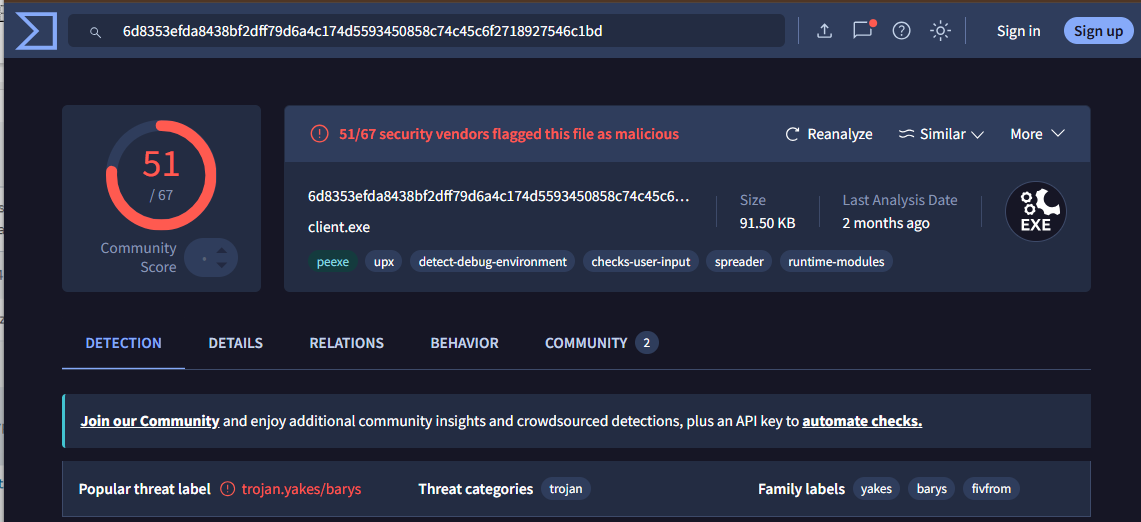 6d8353efda8438bf2dff79d6a4c174d5593450858c74c45c6f2718927546c1bd
Sign in
Sign up
51
/ 67
Community
Score
51/67 security vendors flagged this file as malicious
Reanalyze
Similar
More
6d8353efda8438bf2dff79d6a4c174d5593450858c74c45c6...
client.exe
Size
91.50 KB
Last Analysis Date
2 months ago
EXE
peexe
upx
detect-debug-environment
checks-user-input
spreader
runtime-modules
DETECTION
DETAILS
RELATIONS
BEHAVIOR
COMMUNITY 2
Join our Community and enjoy additional community insights and crowdsourced detections, plus an API key to automate checks.
Popular threat label
trojan.yakes/barys
Threat categories
trojan
Family labels
yakes
barys
fivfrom